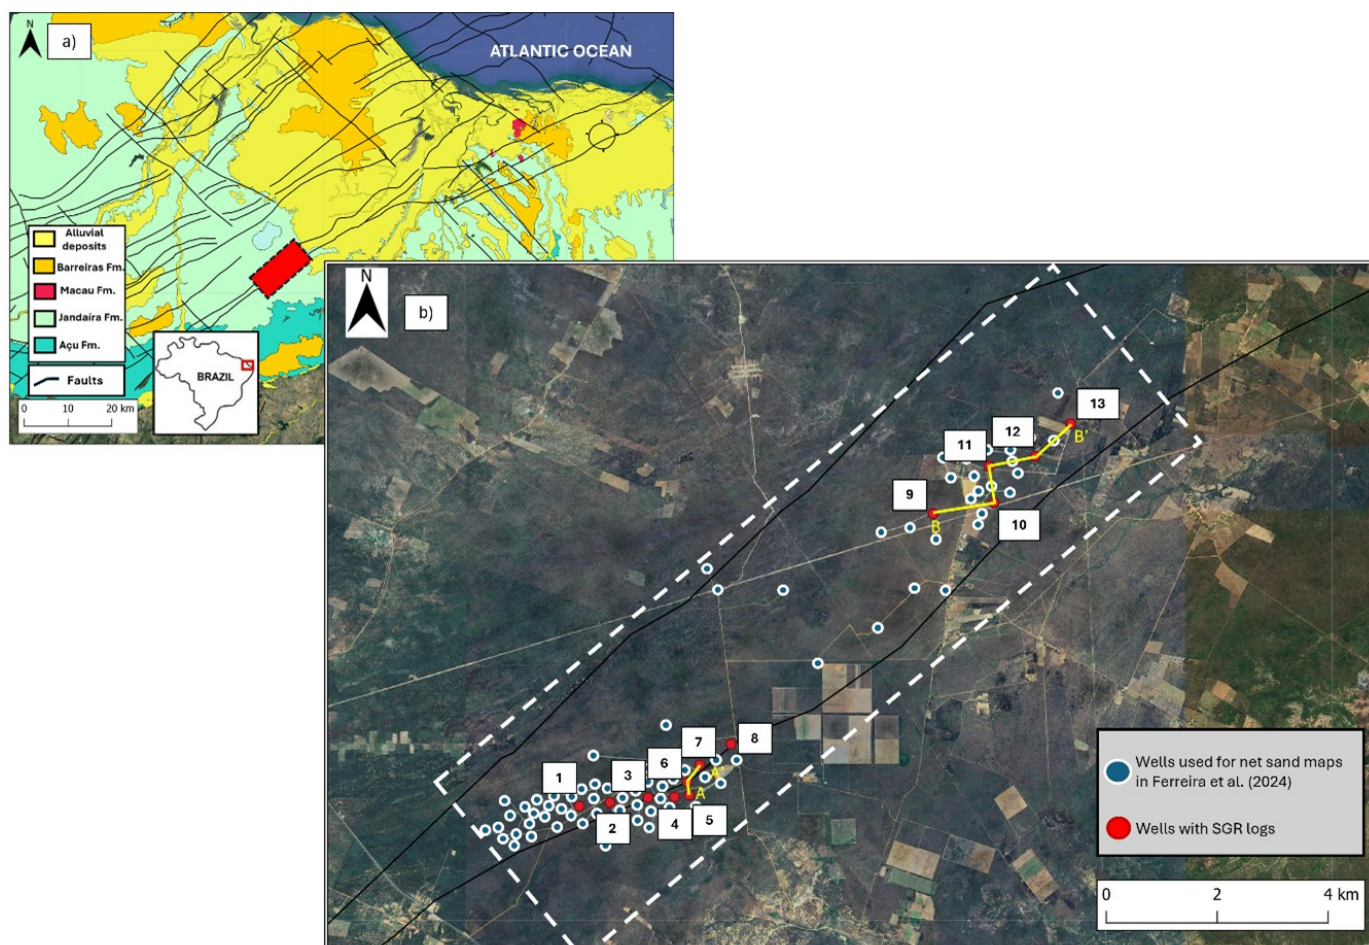 N
a)
ATLANTIC OCEAN
Alluvial
deposits
Barreiras Fm.
Macau Fm.
Jandaíra Fm.
Açu Fm.
Faults
0 10 20 km
BRAZIL
N
b)
13
12
11
B'
9
B
10
8
7
6
3
1
A'
A
2
4
5
Wells used for net sand maps
in Ferreira et al. (2024)
Wells with SGR logs
0 2 4 km